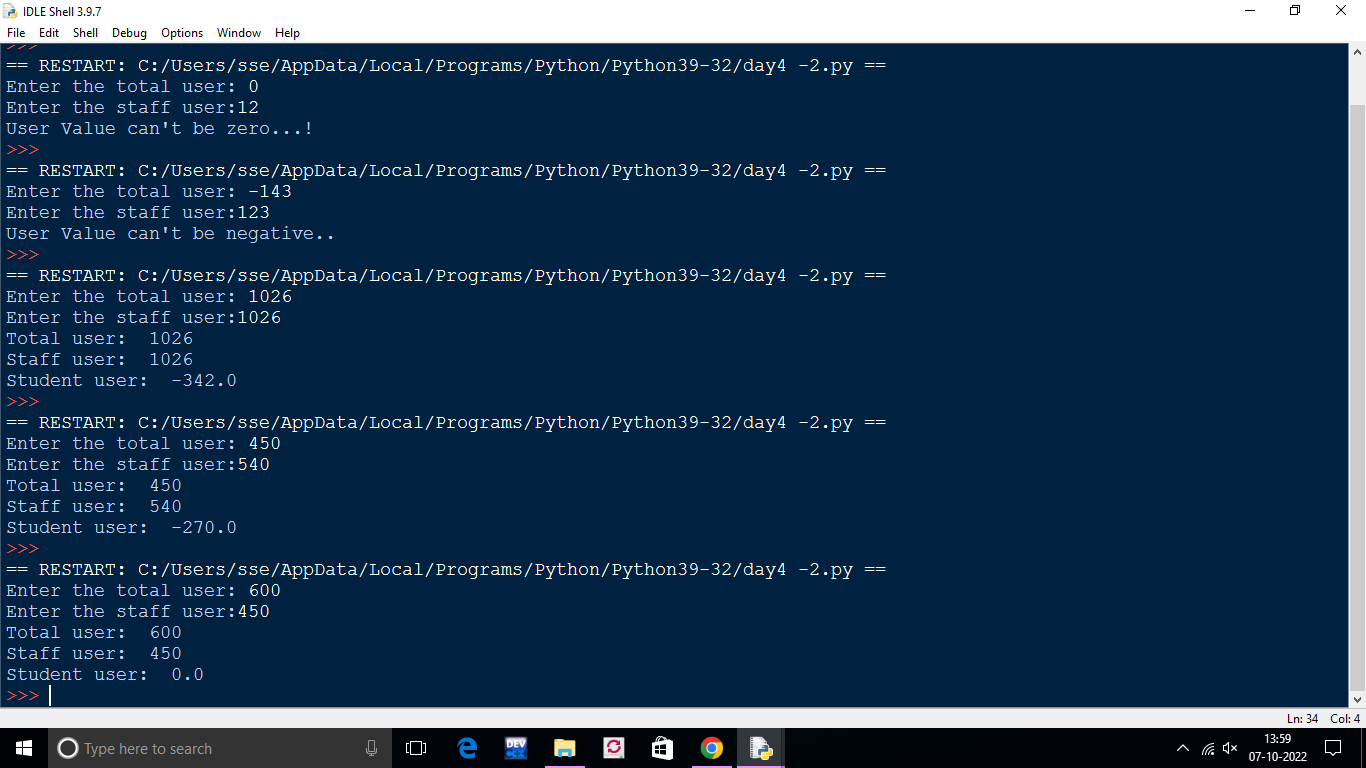 IDLE Shell 3.9.7
File Edit Shell Debug Options Window Help
>>>
== RESTART: C:/Users/sse/AppData/Local/Programs/Python/Python39-32/day4 -2.py ==
Enter the total user: 0
Enter the staff user:12
User Value can't be zero...!
>>>
== RESTART: C:/Users/sse/AppData/Local/Programs/Python/Python39-32/day4 -2.py ==
Enter the total user: -143
Enter the staff user:123
User Value can't be negative..
>>>
== RESTART: C:/Users/sse/AppData/Local/Programs/Python/Python39-32/day4 -2.py ==
Enter the total user: 1026
Enter the staff user:1026
Total user:  1026
Staff user:  1026
Student user:  -342.0
>>>
== RESTART: C:/Users/sse/AppData/Local/Programs/Python/Python39-32/day4 -2.py ==
Enter the total user: 450
Enter the staff user:540
Total user:  450
Staff user:  540
Student user:  -270.0
>>>
== RESTART: C:/Users/sse/AppData/Local/Programs/Python/Python39-32/day4 -2.py ==
Enter the total user: 600
Enter the staff user:450
Total user:  600
Staff user:  450
Student user:  0.0
>>>
Ln: 34 Col: 4
Type here to search
DEV
C++
13:59
07-10-2022